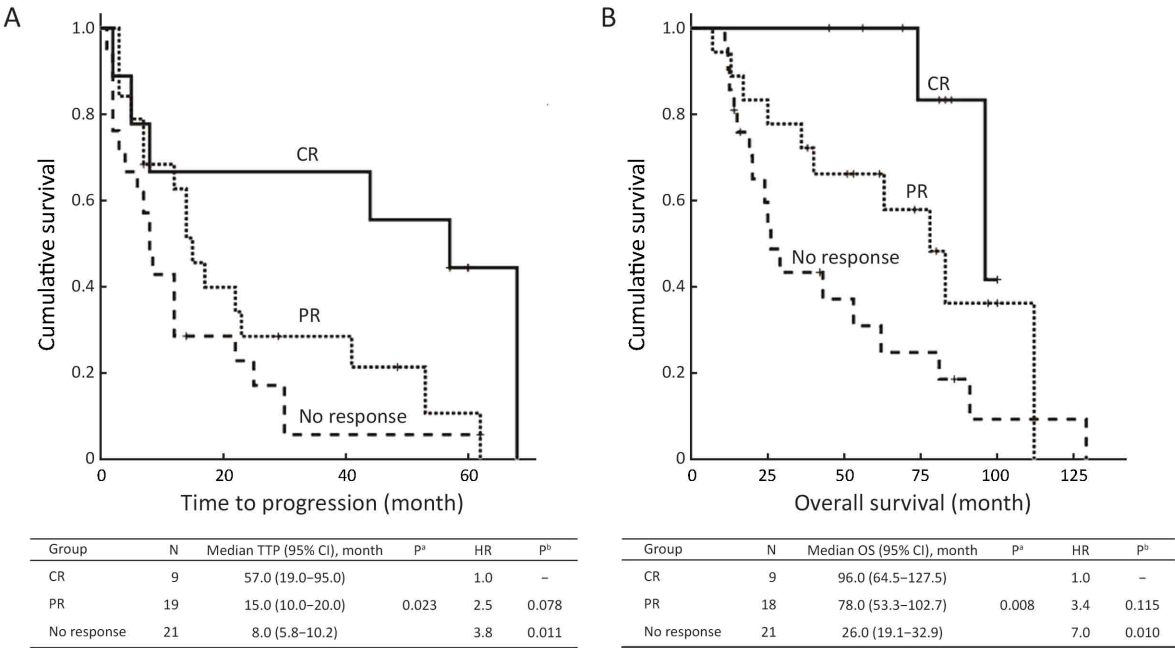 A
1.0
0.8
0.6
0.4
0.2
0
Cumulative survival
CR
PR
No response
0 20 40 60
Time to progression (month)
Group N Median TTP (95% CI), month Pᵃ HR Pᵇ
CR 9 57.0 (19.0−95.0) 1.0 −
PR 19 15.0 (10.0−20.0) 0.023 2.5 0.078
No response 21 8.0 (5.8−10.2) 3.8 0.011
B
1.0
0.8
0.6
0.4
0.2
0
Cumulative survival
CR
PR
No response
0 25 50 75 100 125
Overall survival (month)
Group N Median OS (95% CI), month Pᵃ HR Pᵇ
CR 9 96.0 (64.5−127.5) 1.0 −
PR 18 78.0 (53.3−102.7) 0.008 3.4 0.115
No response 21 26.0 (19.1−32.9) 7.0 0.010